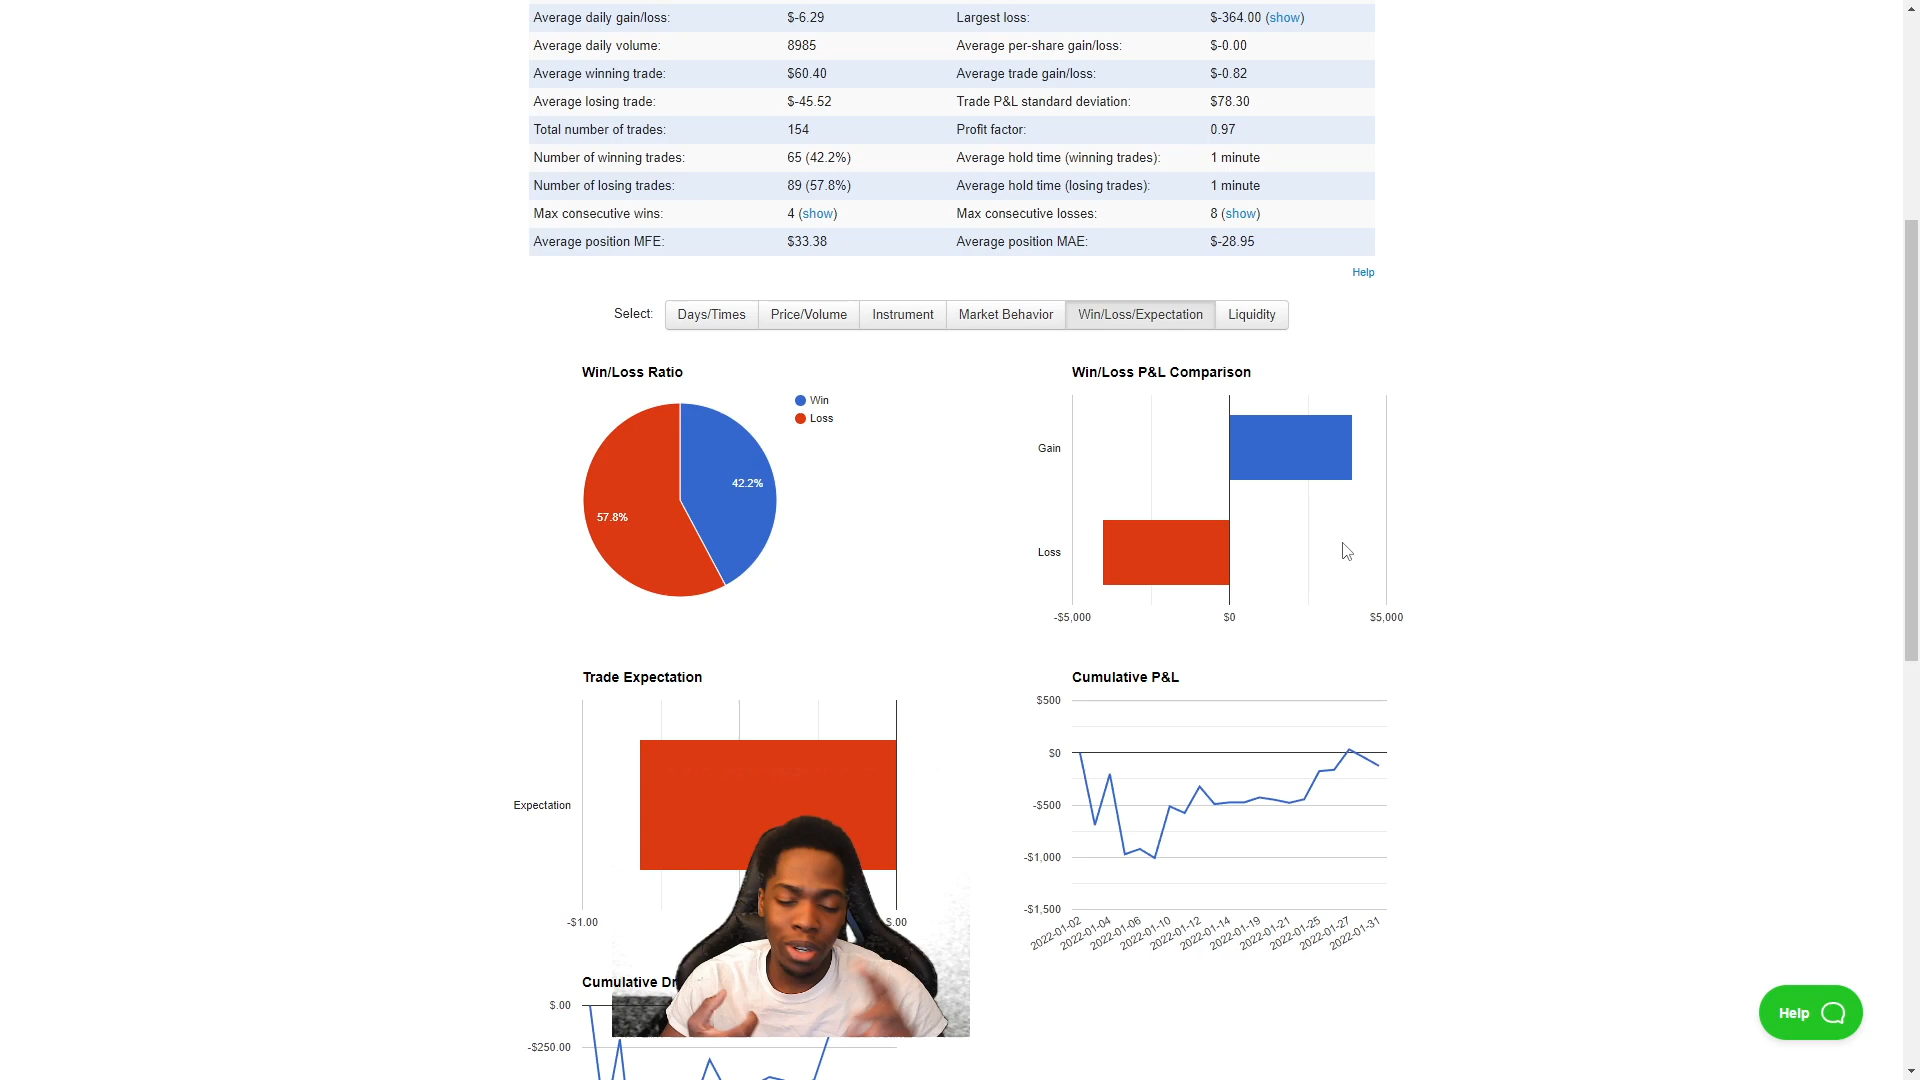 Average daily gain/loss: $-6.29 Largest loss: $-364.00 (show)
Average daily volume: 8985 Average per-share gain/loss: $-0.00
Average winning trade: $60.40 Average trade gain/loss: $-0.82
Average losing trade: $-45.52 Trade P&L standard deviation: $78.30
Total number of trades: 154 Profit factor: 0.97
Number of winning trades: 65 (42.2%) Average hold time (winning trades): 1 minute
Number of losing trades: 89 (57.8%) Average hold time (losing trades): 1 minute
Max consecutive wins: 4 (show) Max consecutive losses: 8 (show)
Average position MFE: $33.38 Average position MAE: $-28.95
Help
Select: Days/Times Price/Volume Instrument Market Behavior Win/Loss/Expectation Liquidity
Win/Loss Ratio
Win
Loss
42.2%
57.8%
Win/Loss P&L Comparison
Gain
Loss
-$5,000 $0 $5,000
Trade Expectation
Expectation
-$1.00 $.00
Cumulative P&L
$500
$0
-$500
-$1,000
-$1,500
2022-01-02 2022-01-04 2022-01-06 2022-01-10 2022-01-12 2022-01-14 2022-01-19 2022-01-21 2022-01-25 2022-01-27 2022-01-31
Cumulative Dr
$.00
-$250.00
Help